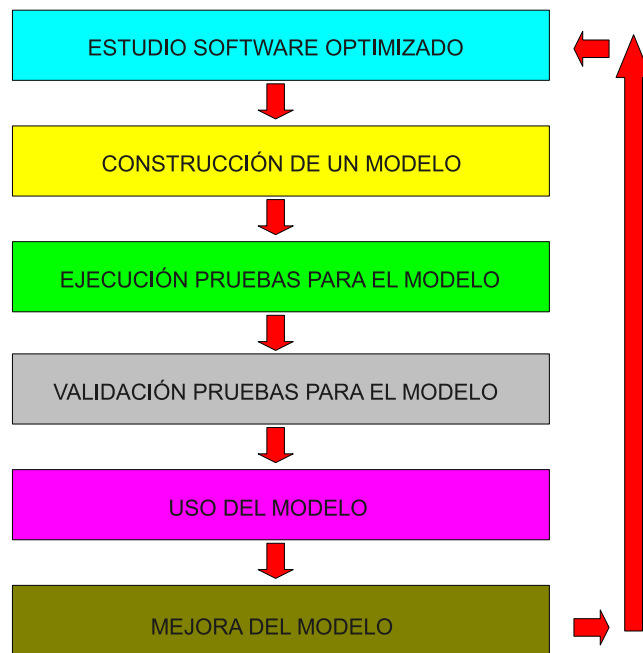 ESTUDIO SOFTWARE OPTIMIZADO
CONSTRUCCIÓN DE UN MODELO
EJECUCIÓN PRUEBAS PARA EL MODELO
VALIDACIÓN PRUEBAS PARA EL MODELO
USO DEL MODELO
MEJORA DEL MODELO